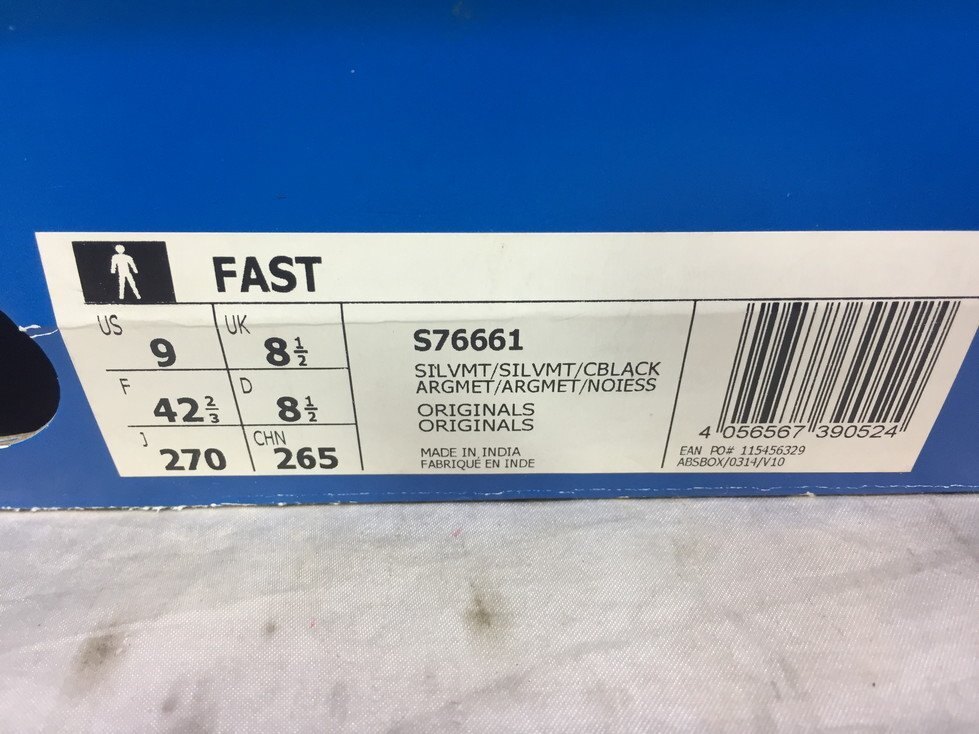 FAST
US 9
UK 8 1/2
F 42 2/3
D 8 1/2
J 270
CHN 265
S76661
SILVMT/SILVMT/CBLACK
ARGMET/ARGMET/NOIESS
ORIGINALS
ORIGINALS
MADE IN INDIA
FABRIQUÉ EN INDE
4 056567 390524
EAN PO# 115456329
ABSBOX/0314/V10